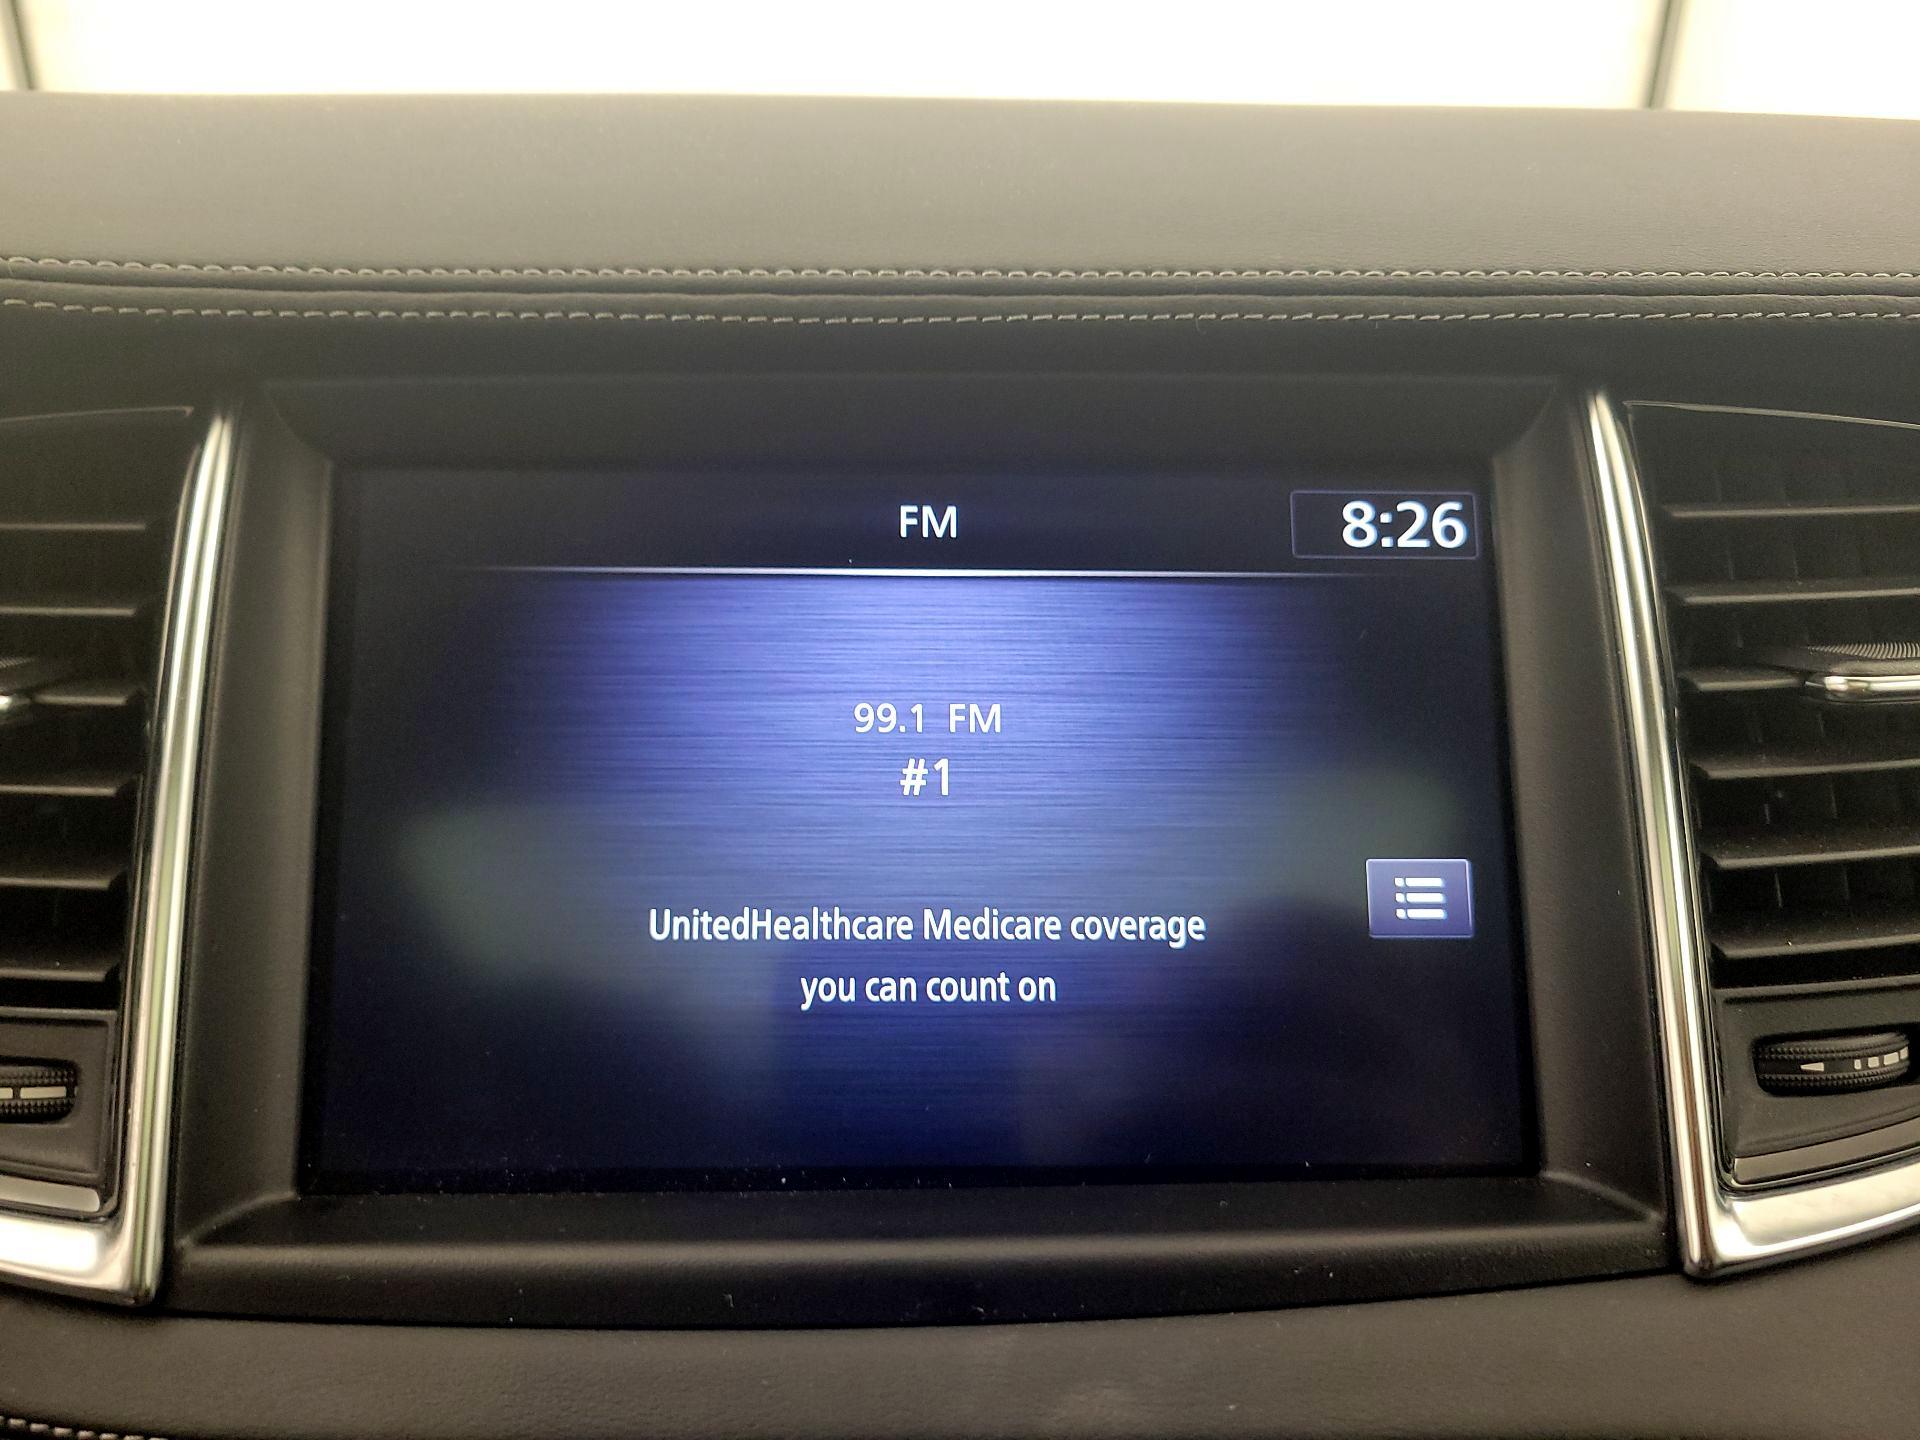 FM
8:26
99.1 FM
#1
UnitedHealthcare Medicare coverage
you can count on